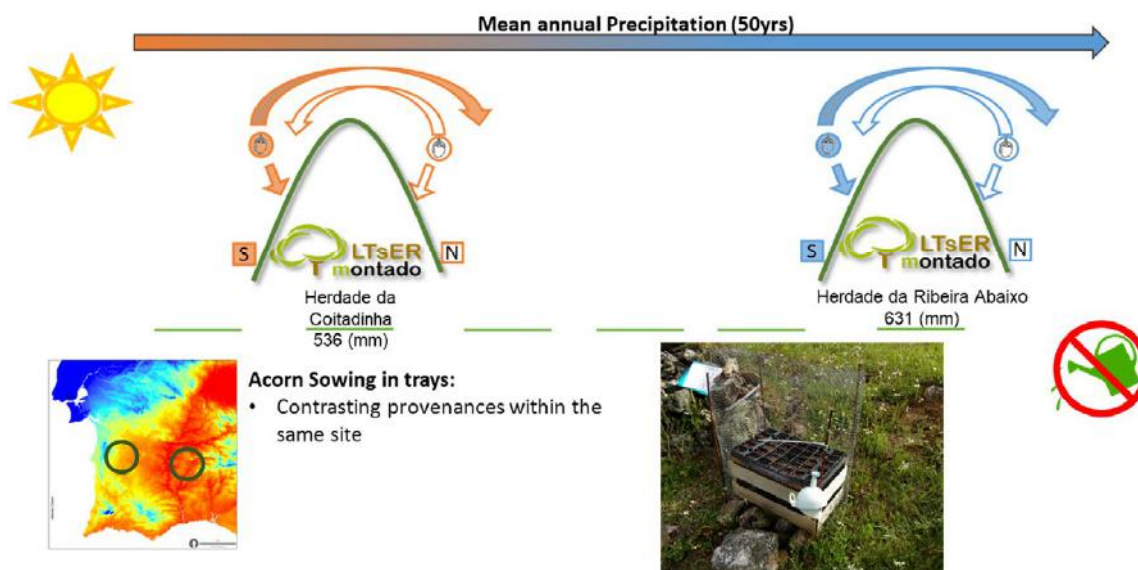 Mean annual Precipitation (50yrs)
S
LTsER
montado
N
Herdade da
Coitadinha
536 (mm)
S
LTsER
montado
N
Herdade da Ribeira Abaixo
631 (mm)
Acorn Sowing in trays:
• Contrasting provenances within the
same site